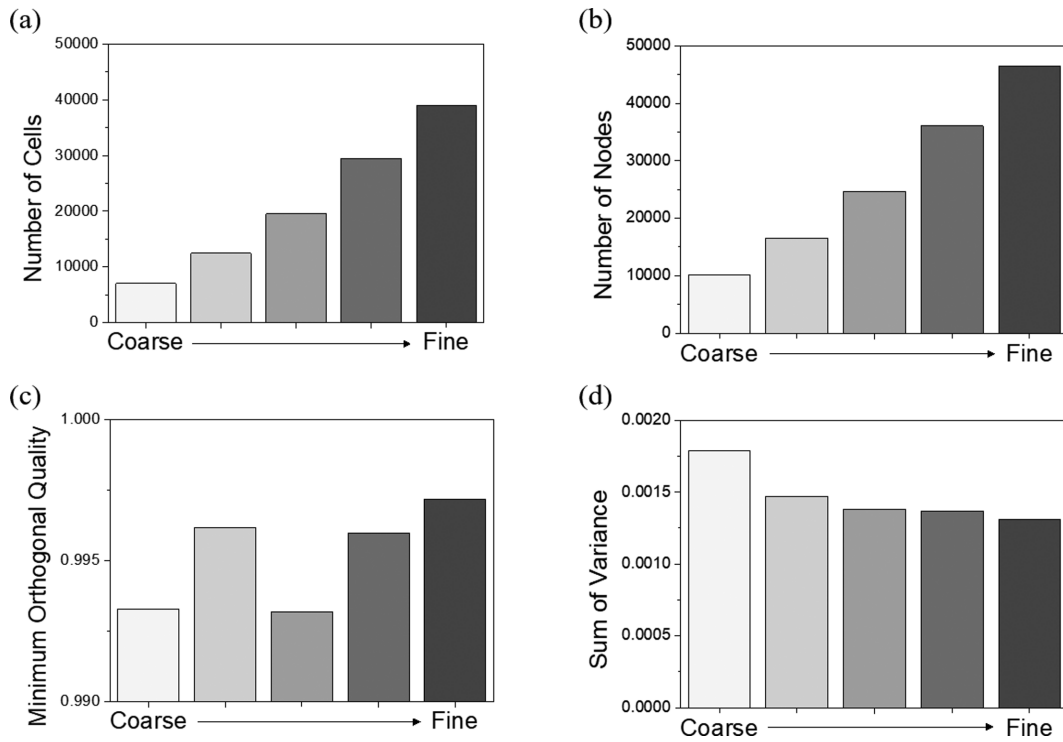 (a)
50000
40000
30000
20000
10000
0
Number of Cells
Coarse
Fine
(b)
50000
40000
30000
20000
10000
0
Number of Nodes
Coarse
Fine
(c)
1.000
0.995
0.990
Minimum Orthogonal Quality
Coarse
Fine
(d)
0.0020
0.0015
0.0010
0.0005
0.0000
Sum of Variance
Coarse
Fine